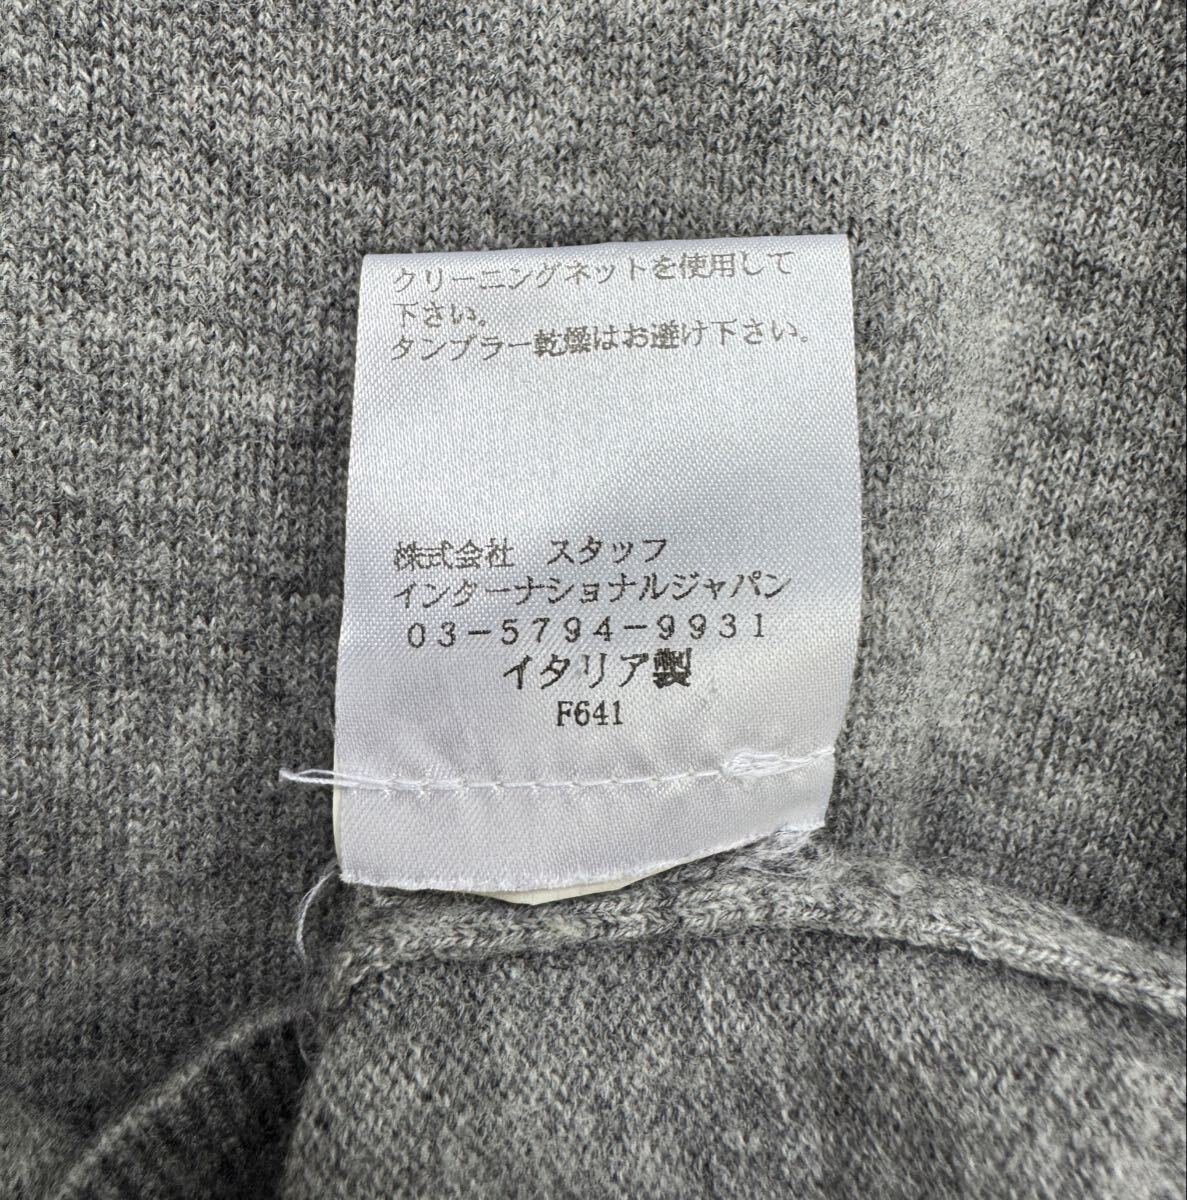 クリーニングネットを使用して
下さい。
タンブラー乾燥はお避け下さい。
株式会社　スタッフ
インターナショナルジャパン
０３－５７９４－９９３１
イタリア製
F641